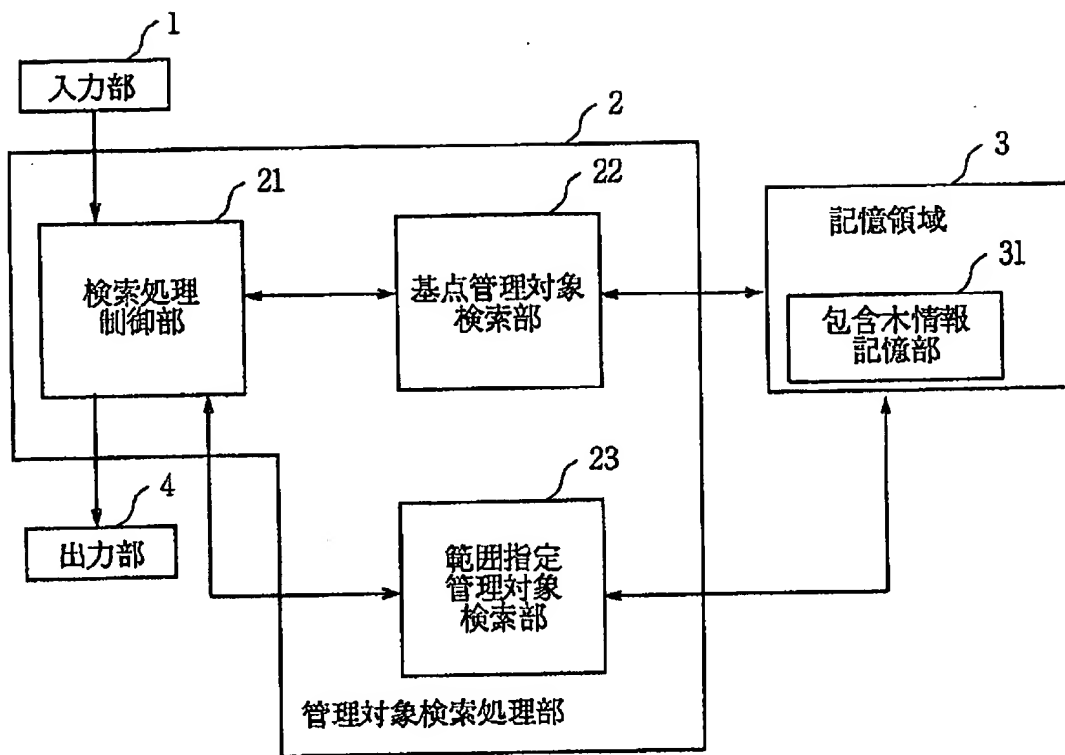 1
入力部
2
21
検索処理
制御部
22
基点管理対象
検索部
3
記憶領域
31
包含木情報
記憶部
4
出力部
23
範囲指定
管理対象
検索部
管理対象検索処理部